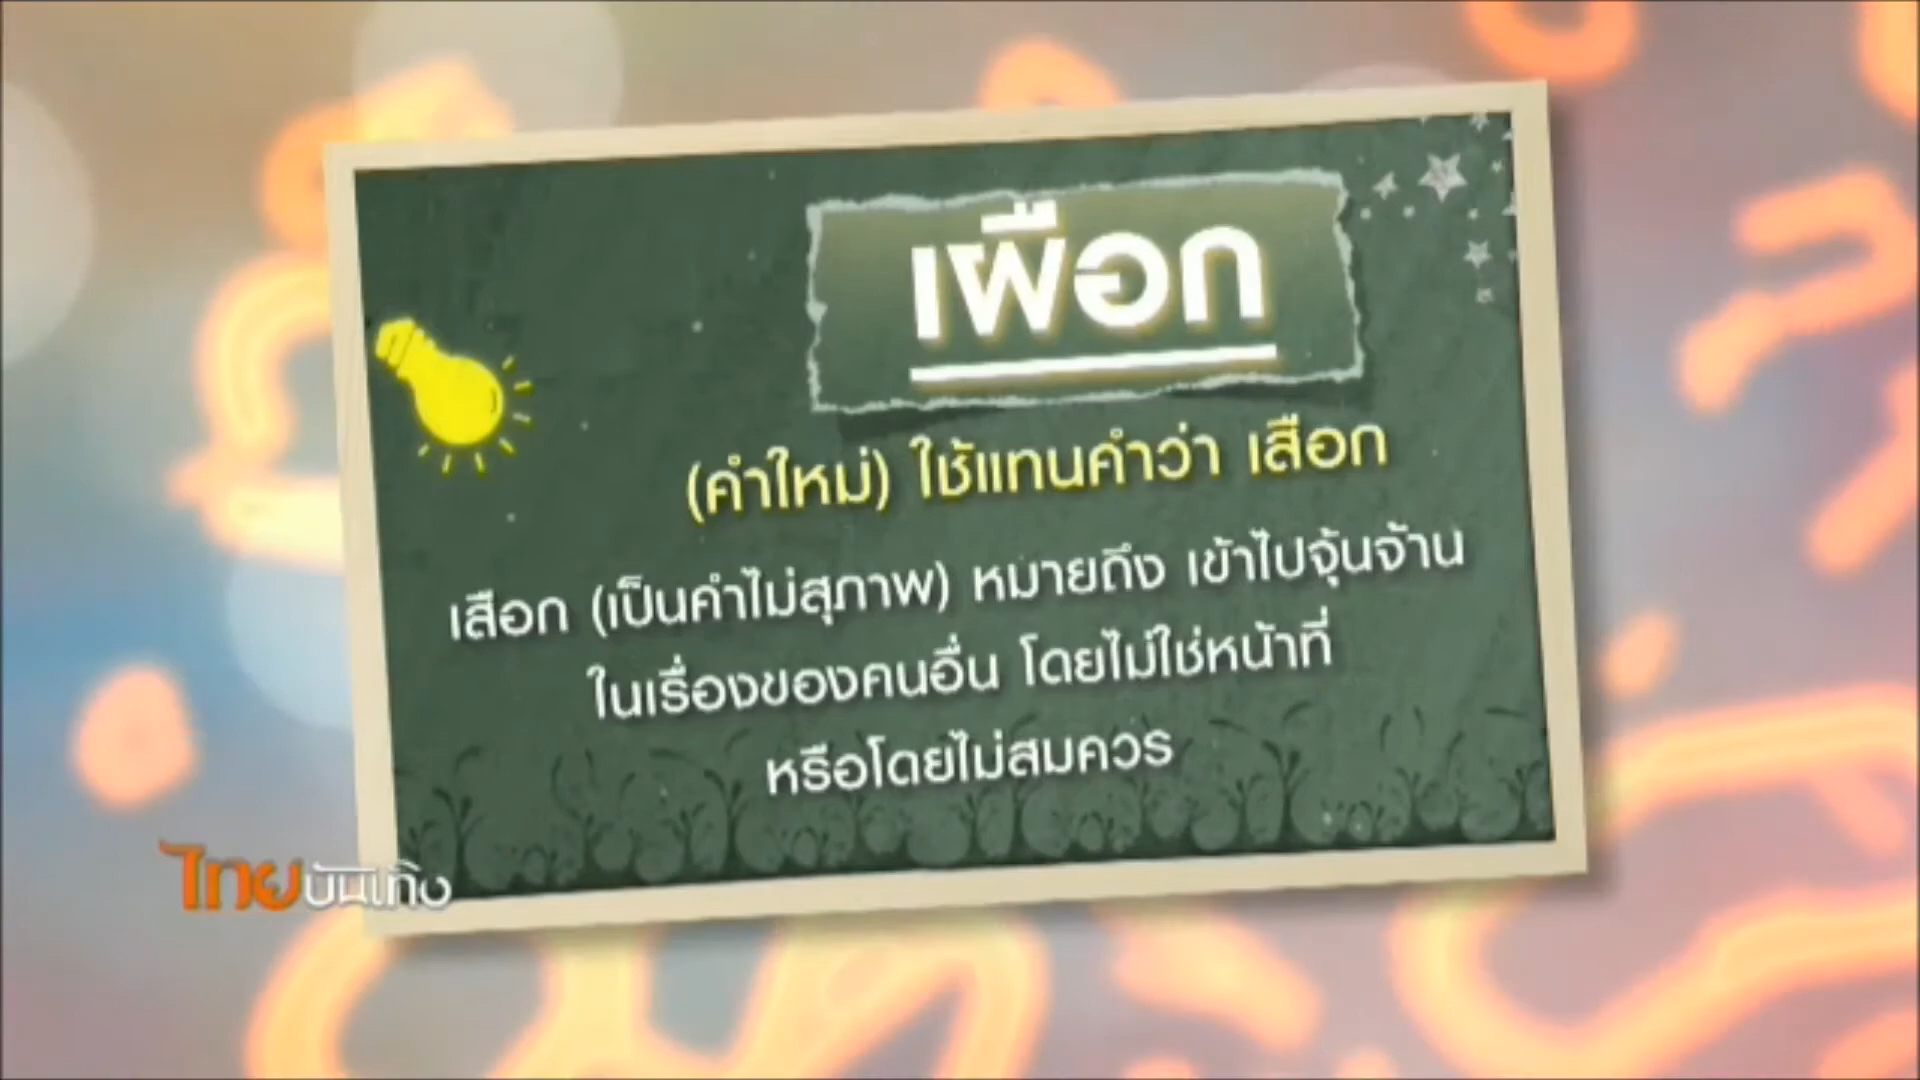 เผือก
(คำใหม่) ใช้แทนคำว่า เสือก
เสือก (เป็นคำไม่สุภาพ) หมายถึง เข้าไปจุ้นจ้าน
ในเรื่องของคนอื่น โดยไม่ใช่หน้าที่
หรือโดยไม่สมควร
ไทยบันเทิง